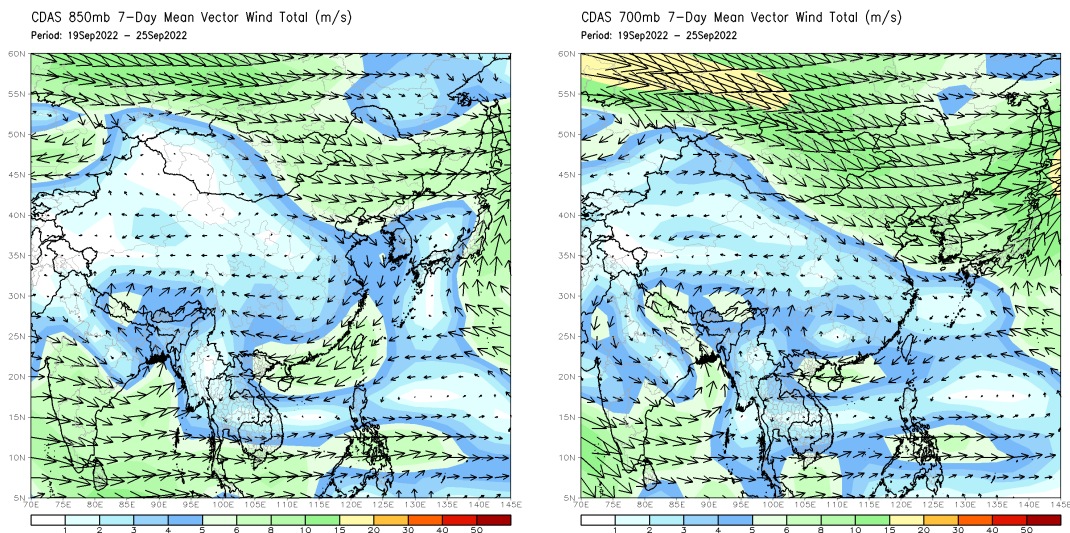 CDAS 850mb 7-Day Mean Vector Wind Total (m/s)
Period: 19Sep2022 - 25Sep2022
60N
55N
50N
45N
40N
35N
30N
25N
20N
15N
10N
5N
70E 75E 80E 85E 90E 95E 100E 105E 110E 115E 120E 125E 130E 135E 140E 145E
1 2 3 4 5 6 8 10 15 20 30 40 50
CDAS 700mb 7-Day Mean Vector Wind Total (m/s)
Period: 19Sep2022 - 25Sep2022
60N
55N
50N
45N
40N
35N
30N
25N
20N
15N
10N
5N
70E 75E 80E 85E 90E 95E 100E 105E 110E 115E 120E 125E 130E 135E 140E 145E
1 2 3 4 5 6 8 10 15 20 30 40 50